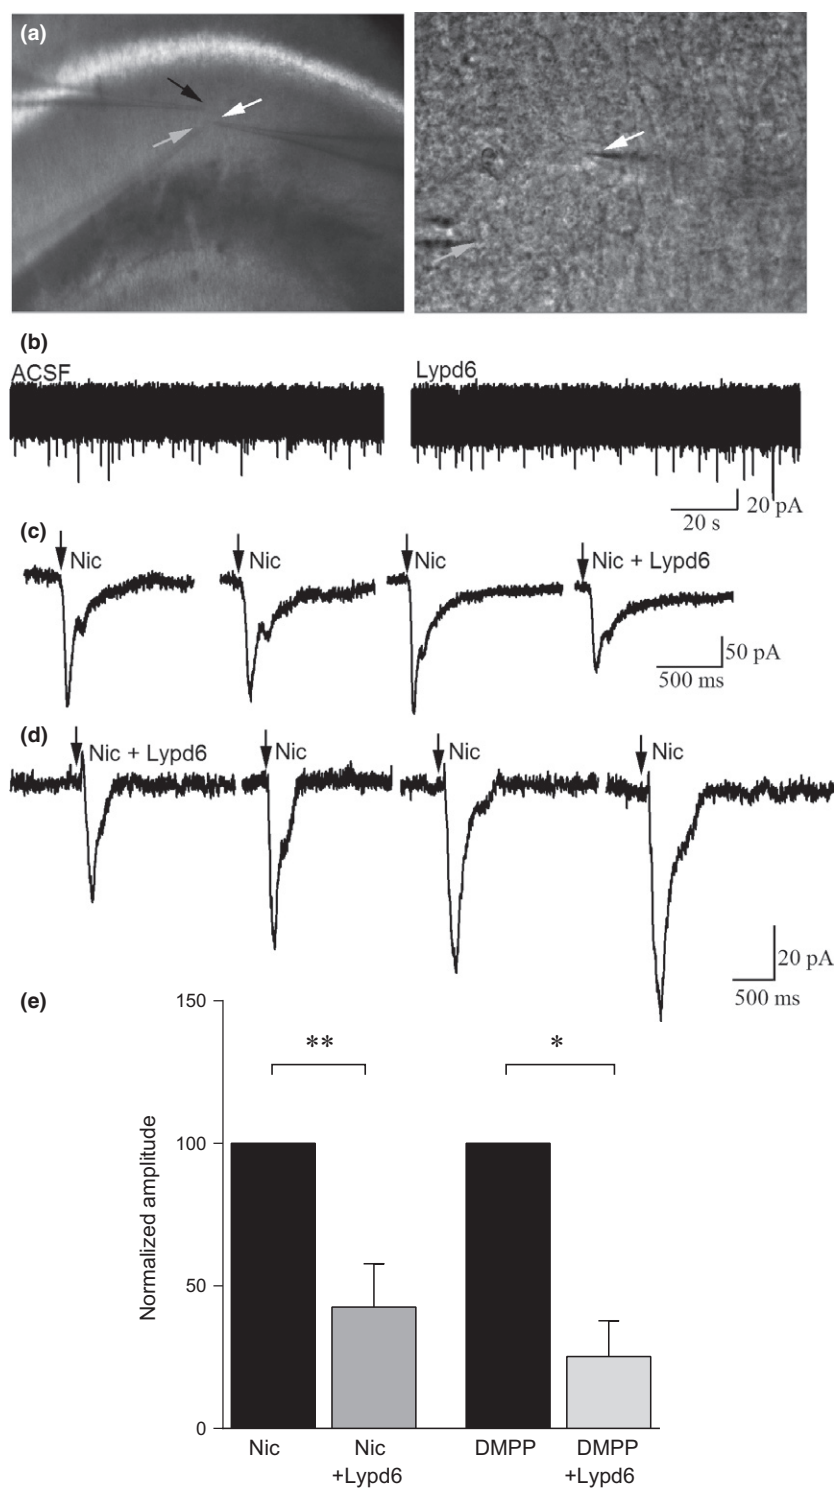 (a)
(b)
ACSF
Lypd6
20 pA
20 s
(c)
Nic
Nic
Nic
Nic + Lypd6
50 pA
500 ms
(d)
Nic + Lypd6
Nic
Nic
Nic
20 pA
500 ms
(e)
150
**
*
100
Normalized amplitude
50
0
Nic
Nic
+Lypd6
DMPP
DMPP
+Lypd6